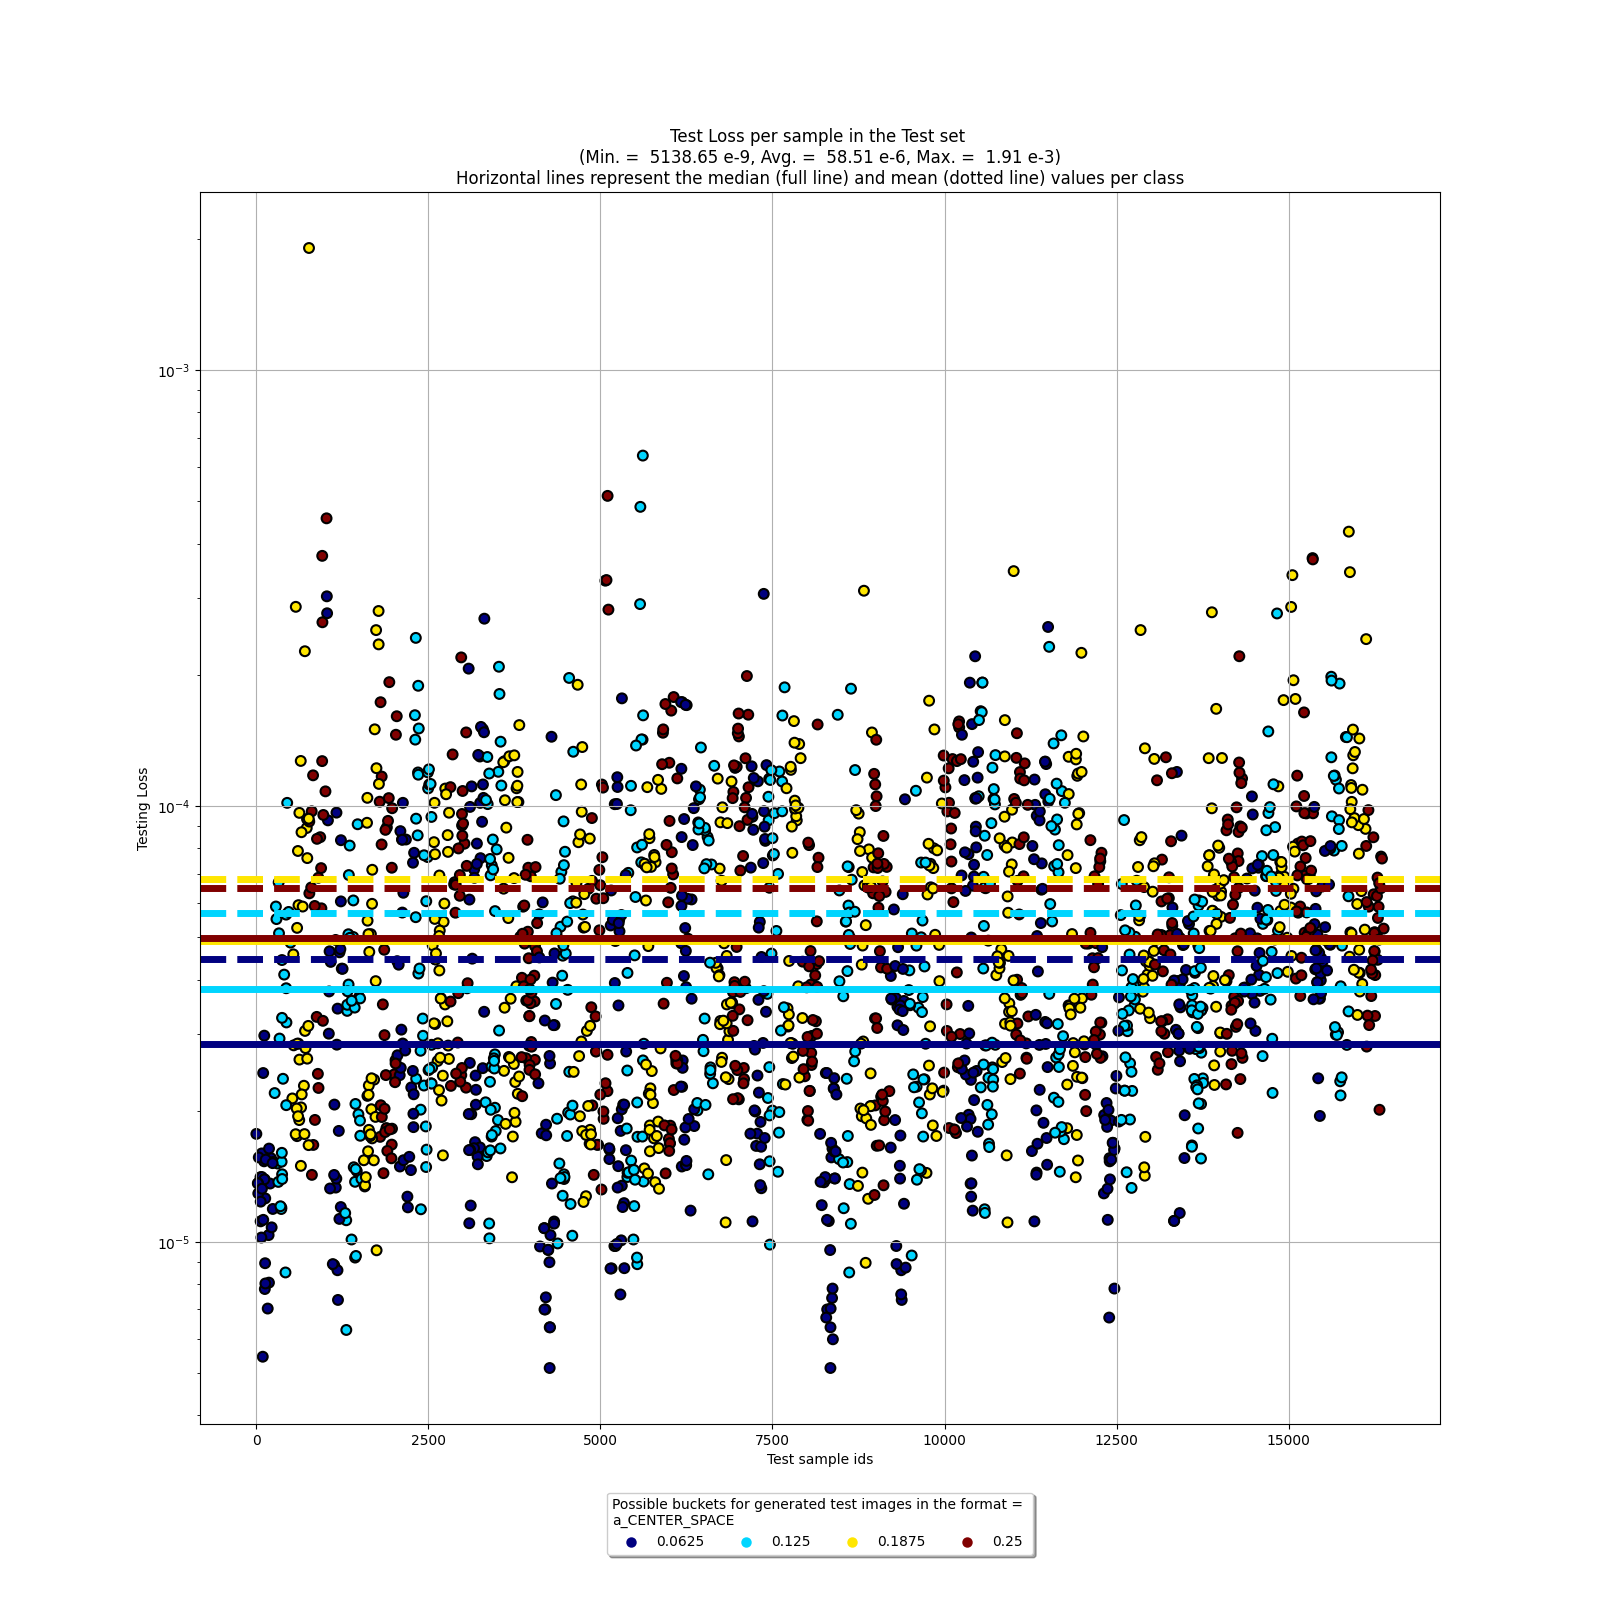 Test Loss per sample in the Test set
(Min. = 5138.65 e-9, Avg. = 58.51 e-6, Max. = 1.91 e-3)
Horizontal lines represent the median (full line) and mean (dotted line) values per class
Testing Loss
10⁻³
10⁻⁴
10⁻⁵
0 2500 5000 7500 10000 12500 15000
Test sample ids
Possible buckets for generated test images in the format =
a_CENTER_SPACE
0.0625 0.125 0.1875 0.25